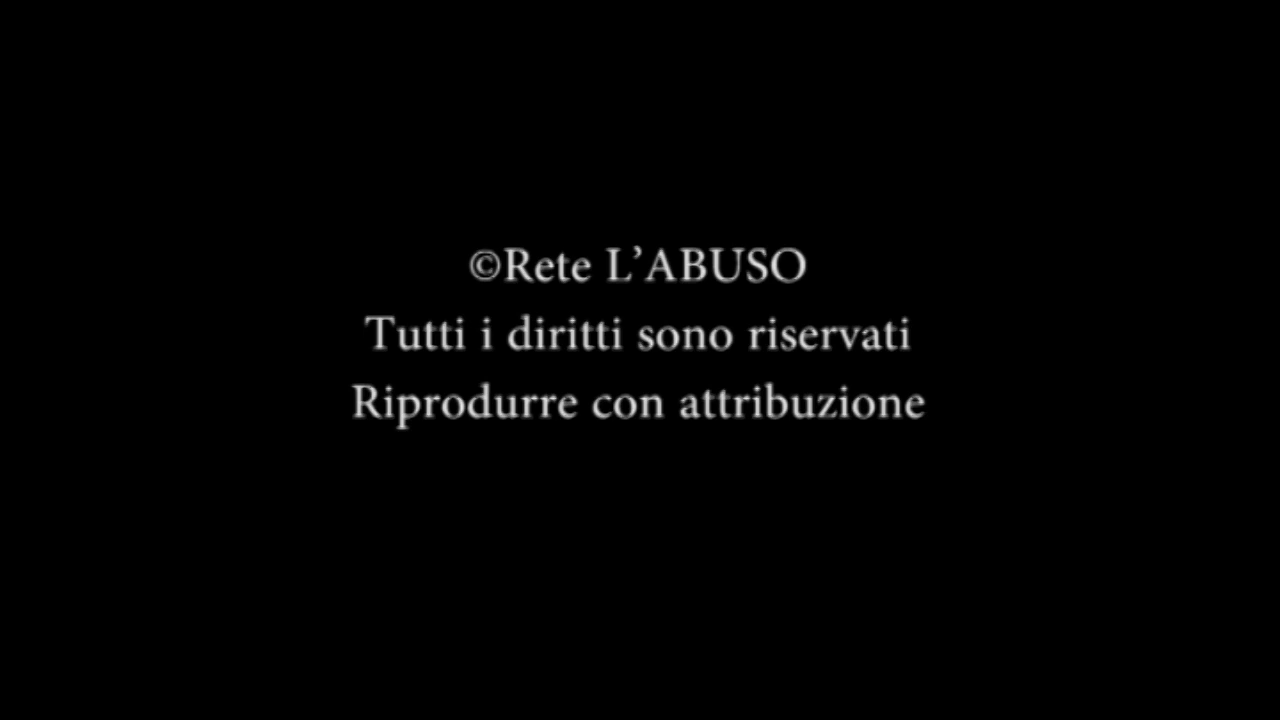 ©Rete L’ABUSO
Tutti i diritti sono riservati
Riprodurre con attribuzione